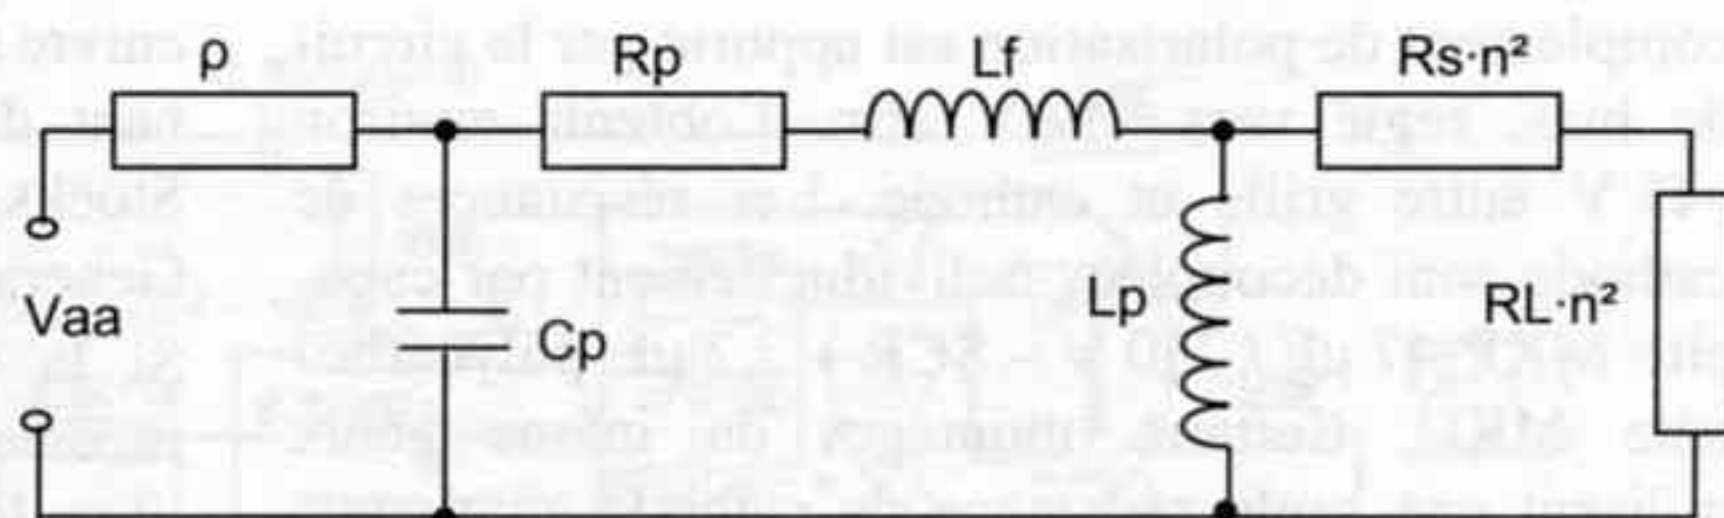 ρ
Rp
Lf
Rs·n²
Vaa
Cp
Lp
RL·n²